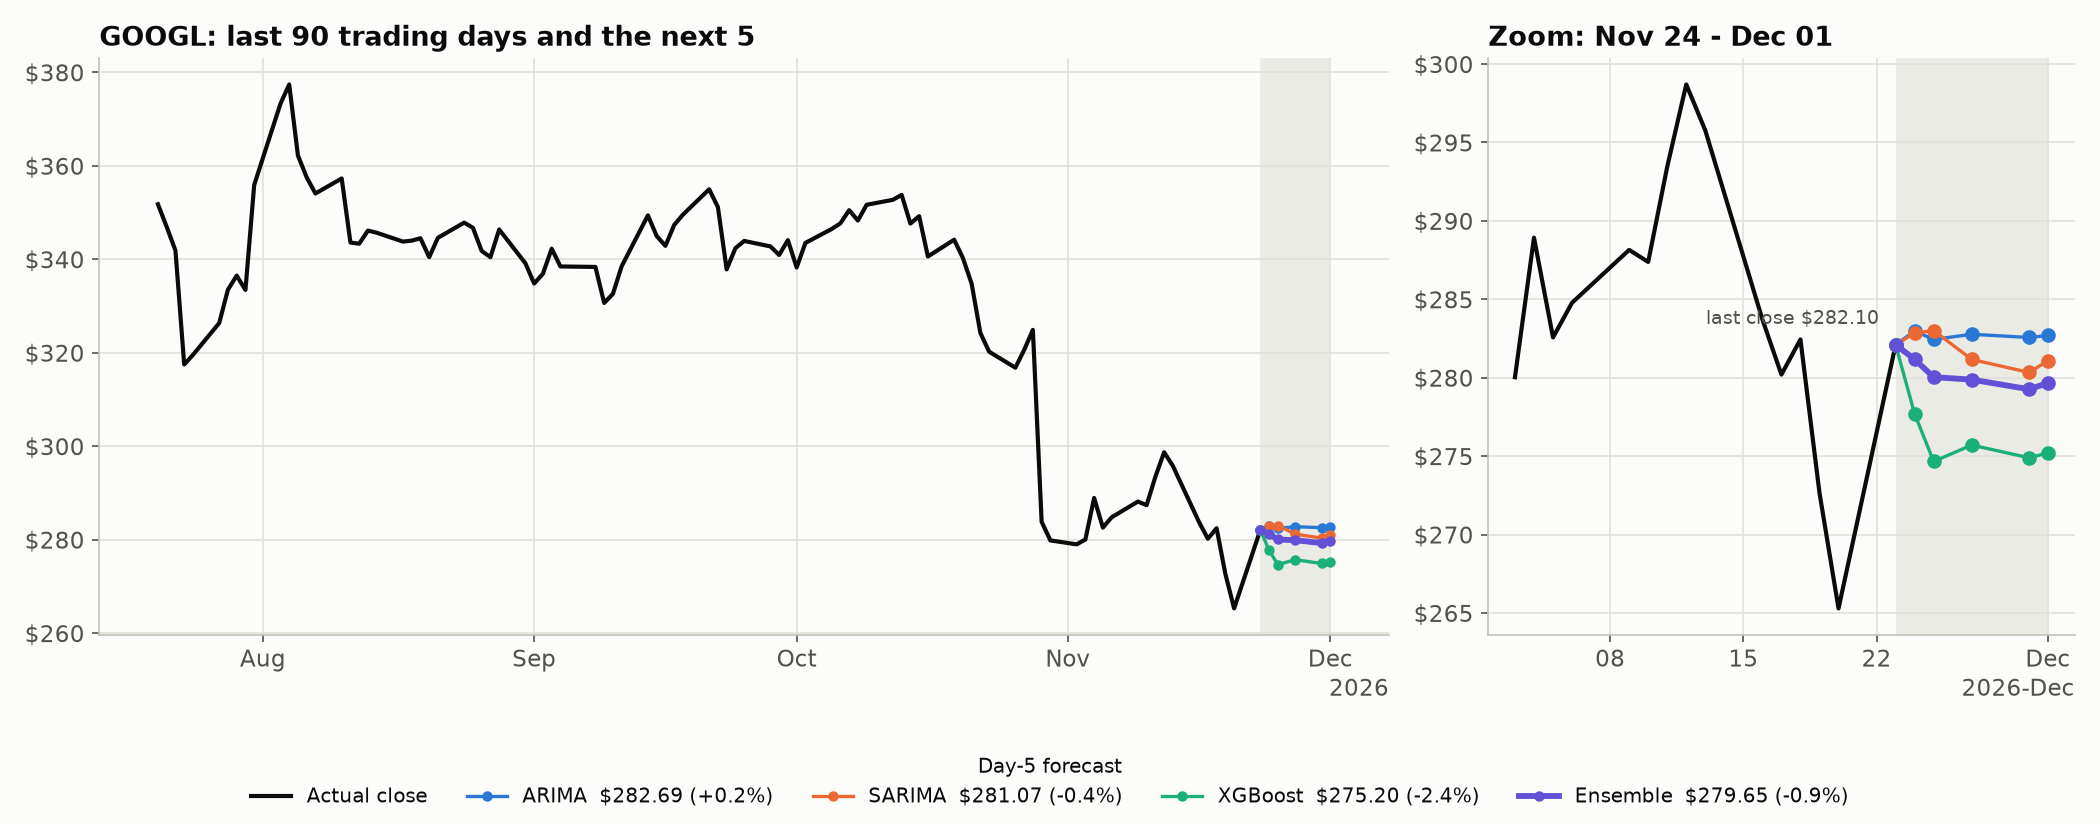 GOOGL: last 90 trading days and the next 5
$380
$360
$340
$320
$300
$280
$260
Aug
Sep
Oct
Nov
Dec
2026
Zoom: Nov 24 - Dec 01
$300
$295
$290
$285
$280
$275
$270
$265
last close $282.10
08
15
22
Dec
2026-Dec
Day-5 forecast
Actual close
ARIMA $282.69 (+0.2%)
SARIMA $281.07 (-0.4%)
XGBoost $275.20 (-2.4%)
Ensemble $279.65 (-0.9%)